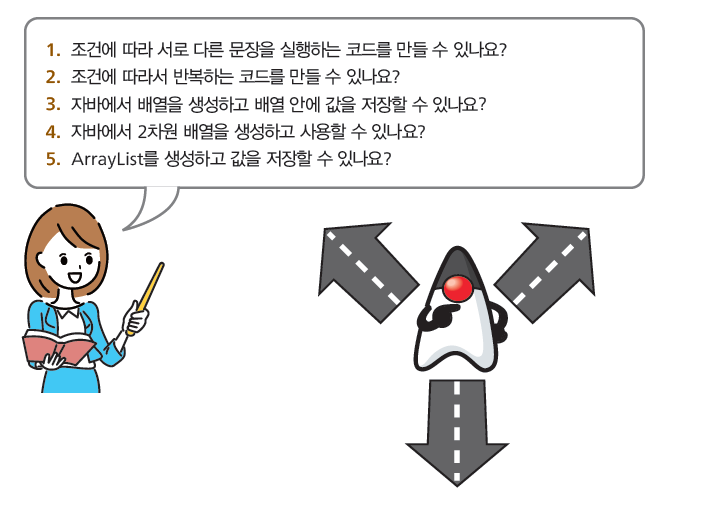 1. 조건에 따라 서로 다른 문장을 실행하는 코드를 만들 수 있나요?
2. 조건에 따라서 반복하는 코드를 만들 수 있나요?
3. 자바에서 배열을 생성하고 배열 안에 값을 저장할 수 있나요?
4. 자바에서 2차원 배열을 생성하고 사용할 수 있나요?
5. ArrayList를 생성하고 값을 저장할 수 있나요?